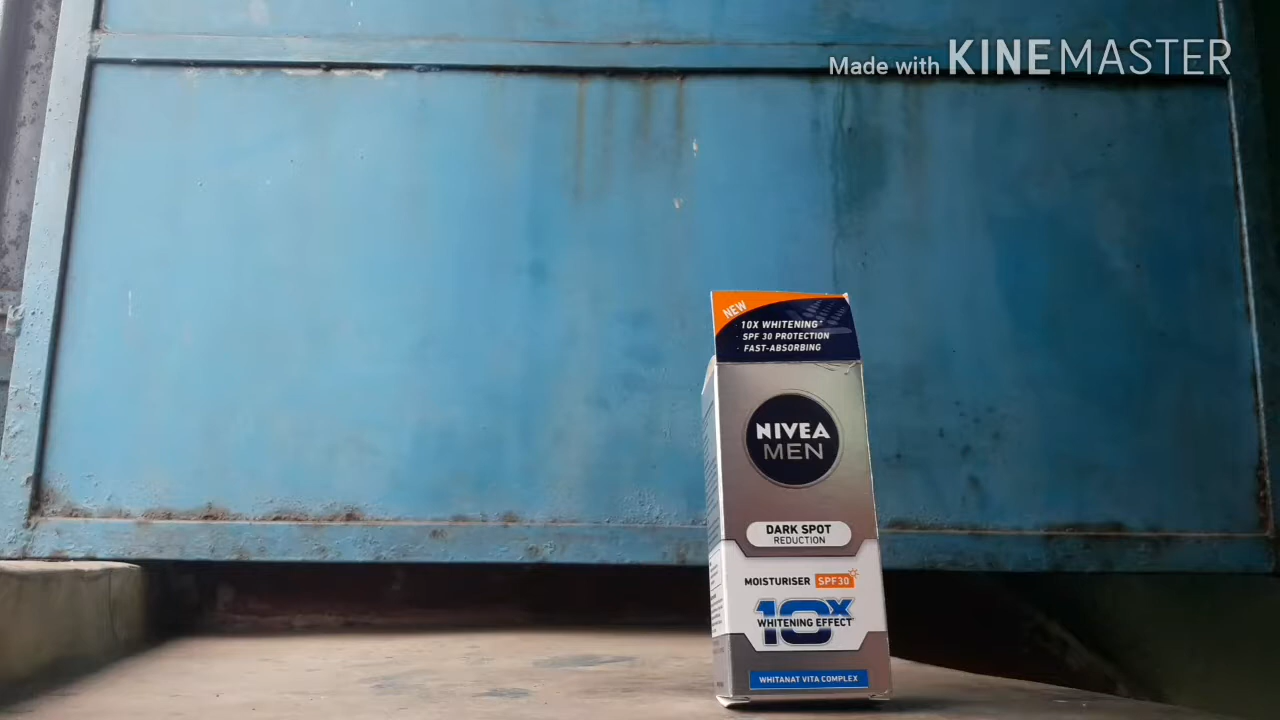 Made with KINEMASTER
NEW
· 10X WHITENING*
· SPF 30 PROTECTION
· FAST-ABSORBING
NIVEA
MEN
DARK SPOT
REDUCTION
MOISTURISER SPF30
10X
WHITENING EFFECT
WHITANAT VITA COMPLEX